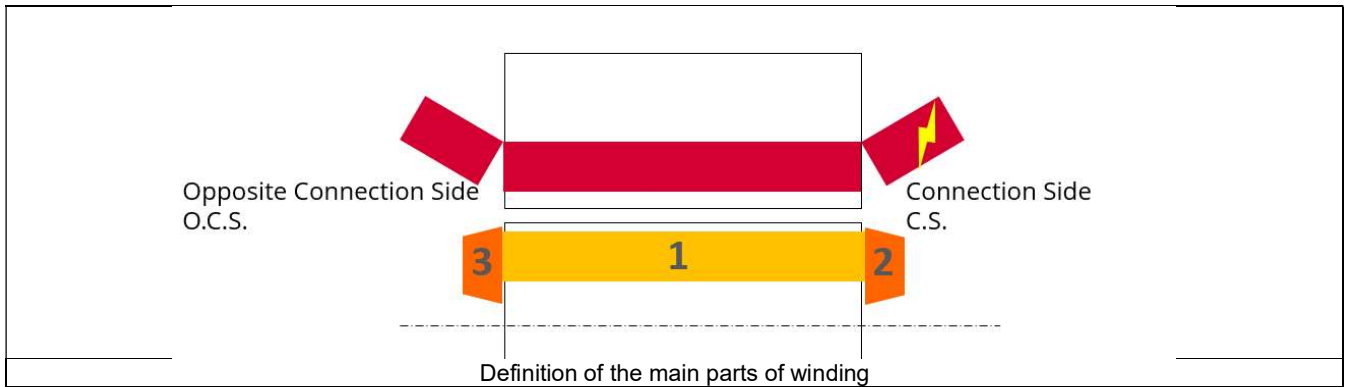 Opposite Connection Side
O.C.S.
Connection Side
C.S.
3
1
2
Definition of the main parts of winding